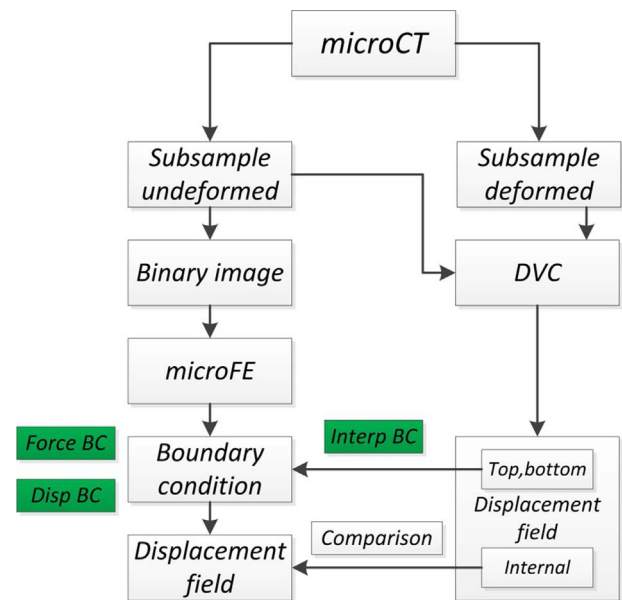 microCT
Subsample
undeformed
Subsample
deformed
Binary image
DVC
microFE
Force BC
Disp BC
Boundary
condition
Interp BC
Top,bottom
Displacement
field
Internal
Comparison
Displacement
field